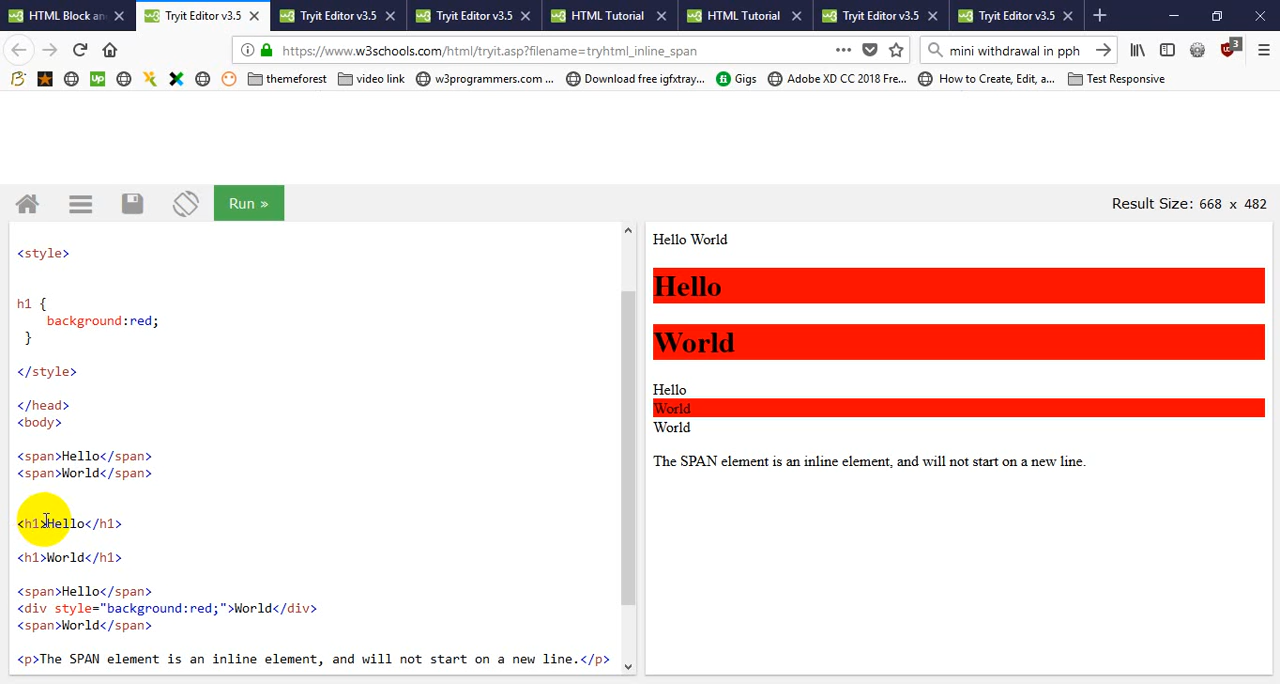 HTML Block an
Tryit Editor v3.5
Tryit Editor v3.5
Tryit Editor v3.5
HTML Tutorial
HTML Tutorial
Tryit Editor v3.5
Tryit Editor v3.5
https://www.w3schools.com/html/tryit.asp?filename=tryhtml_inline_span
mini withdrawal in pph
3
Up
themeforest
video link
w3programmers.com ...
Download free igfxtray...
fi Gigs
Adobe XD CC 2018 Fre...
How to Create, Edit, a...
Test Responsive
Run »
Result Size: 668 x 482
<style>
h1 {
background:red;
}
</style>
</head>
<body>
<span>Hello</span>
<span>World</span>
<h1>Hello</h1>
<h1>World</h1>
<span>Hello</span>
<div style="background:red;">World</div>
<span>World</span>
<p>The SPAN element is an inline element, and will not start on a new line.</p>
Hello World
Hello
World
Hello
World
World
The SPAN element is an inline element, and will not start on a new line.